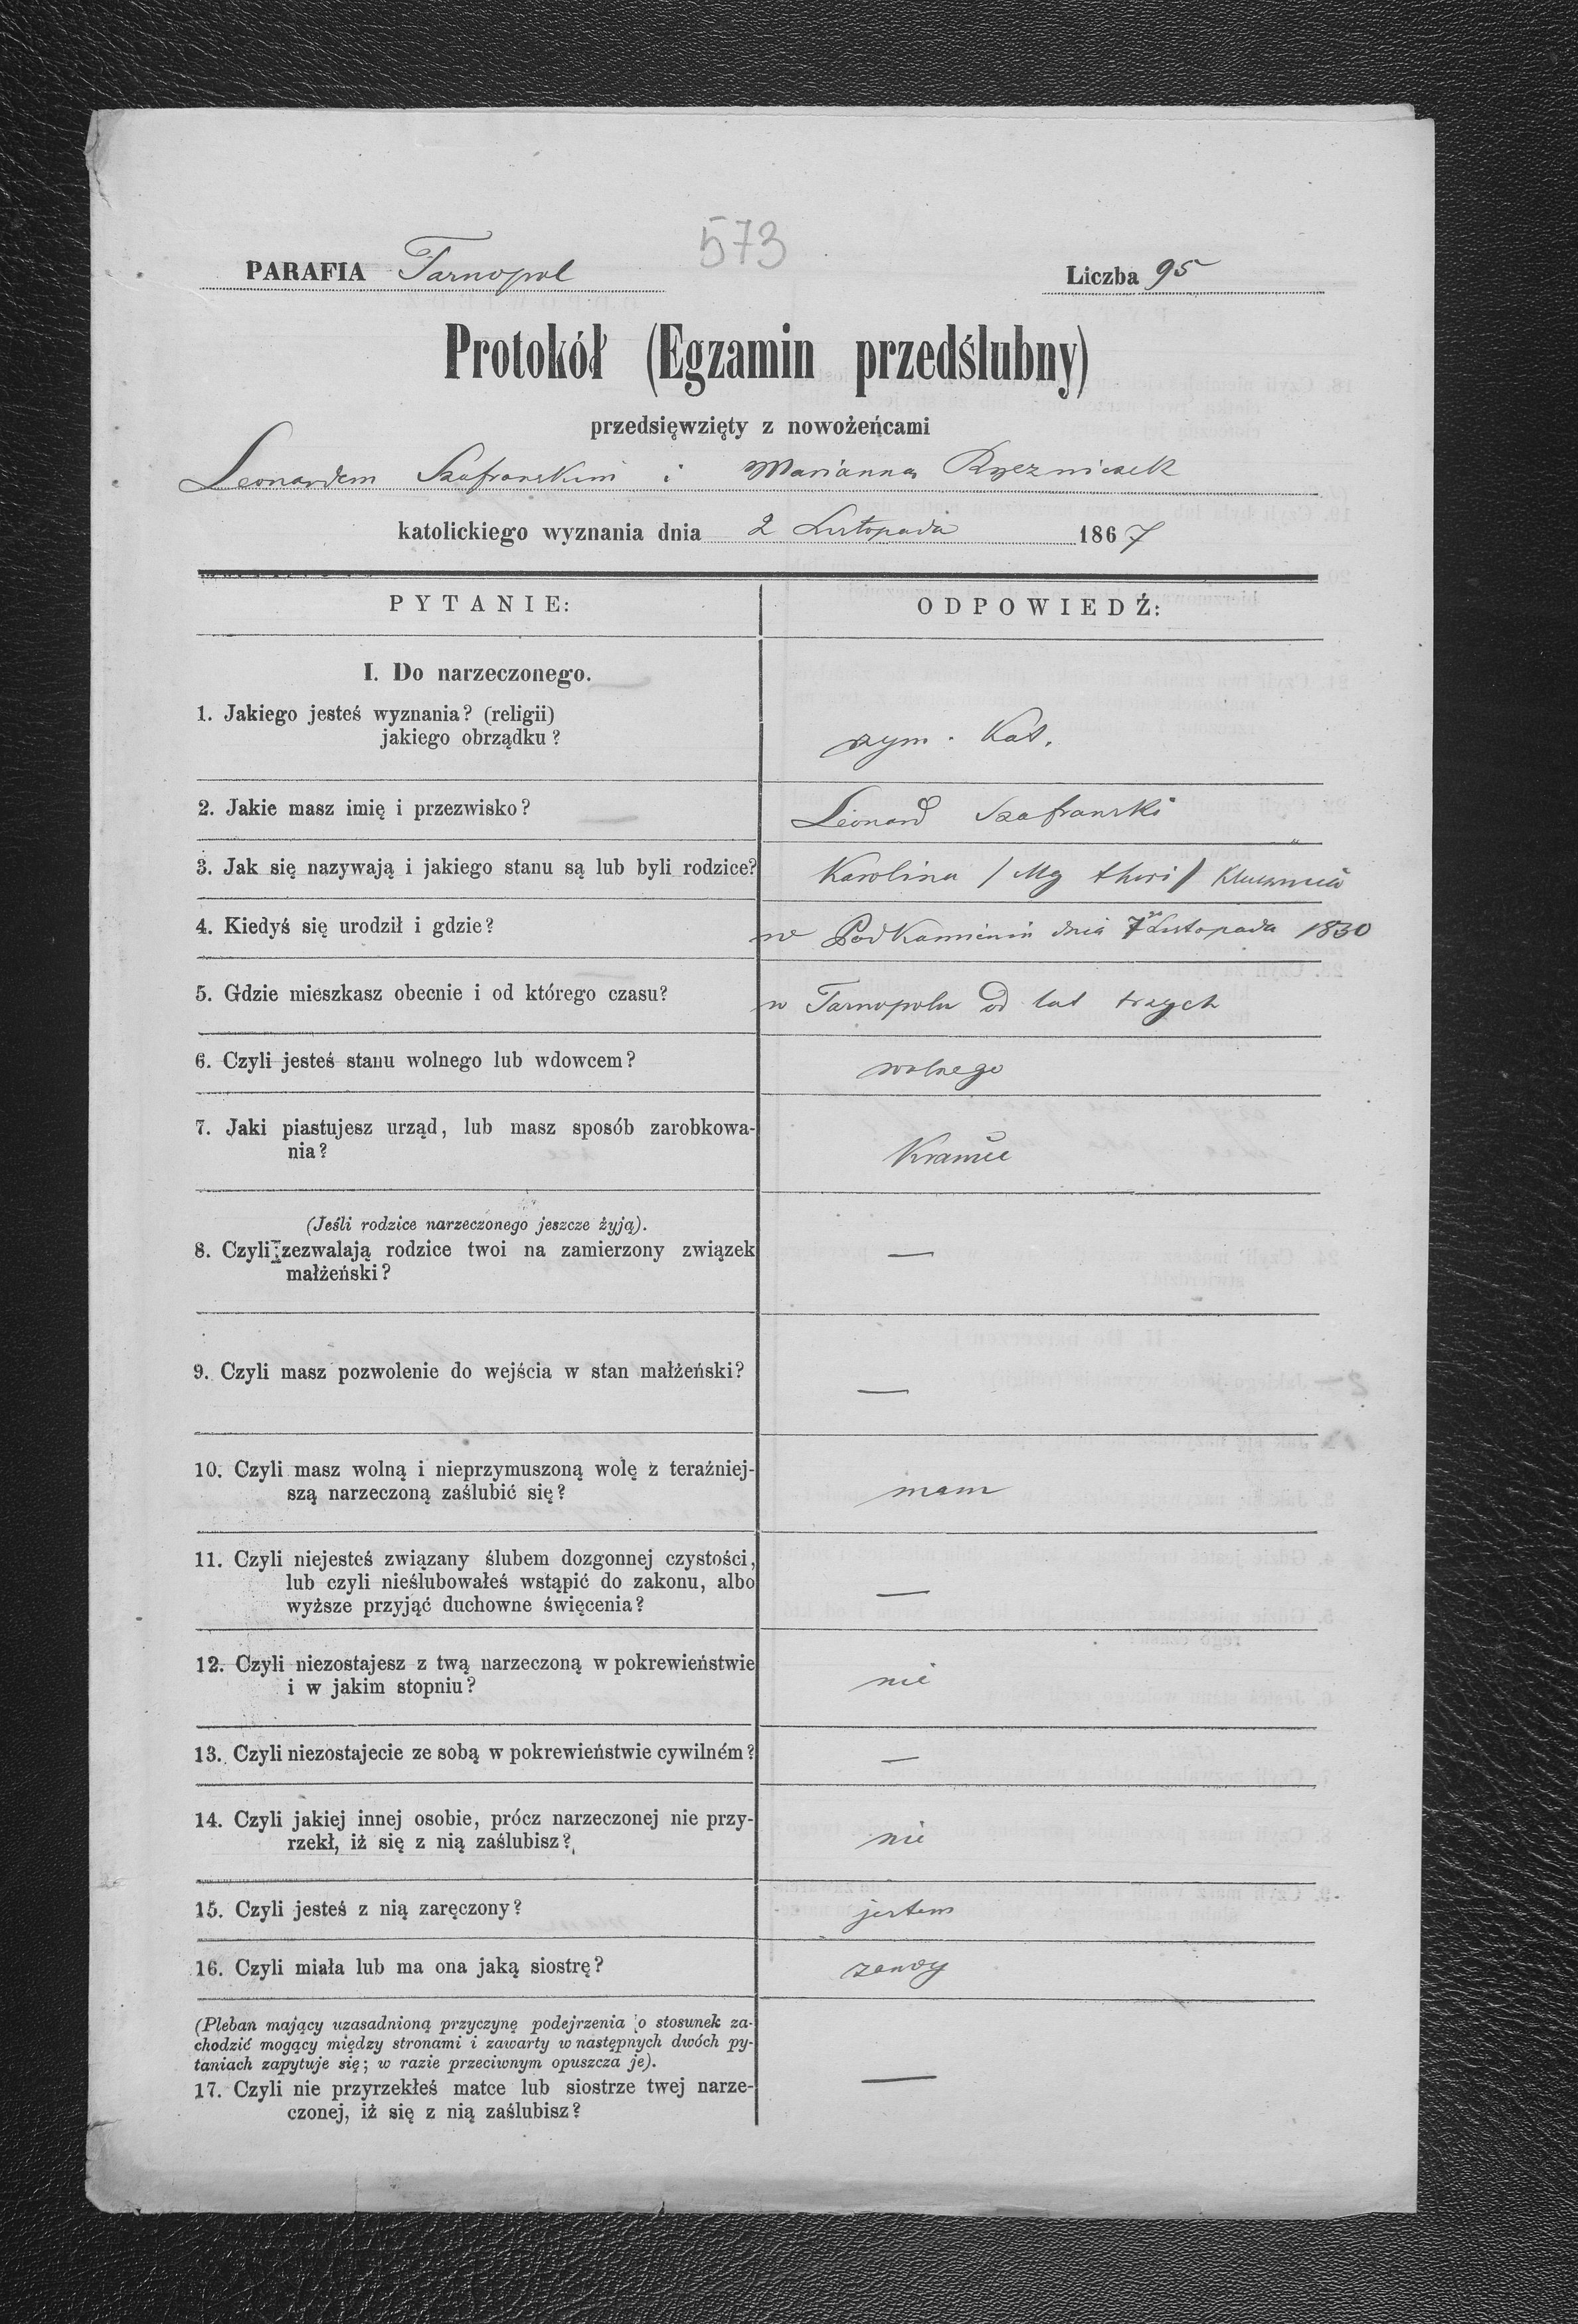 573
PARAFIA Tarnopol
Liczba 95
Protokół (Egzamin przedślubny)
przedsięwzięty z nowożeńcami
Leonardem Szafranskim i Marianną
katolickiego wyznania dnia 2 Listopada 1867
PYTANIE:
ODPOWIEDŹ:
I. Do narzeczonego.
1. Jakiego jesteś wyznania? (religii)
jakiego obrządku?
rzym. Kat.
2. Jakie masz imię i przezwisko?
Leonard Szafranski
3. Jak się nazywają i jakiego stanu są lub byli rodzice?
Karolina
4. Kiedyś się urodził i gdzie?
w PodKamieniu dnia 7 Listopada 1830
5. Gdzie mieszkasz obecnie i od którego czasu?
w Tarnopolu od lat trzych
6. Czyli jesteś stanu wolnego lub wdowcem?
wolnego
7. Jaki piastujesz urząd, lub masz sposób zarobkowa-
nia?
(Jeśli rodzice narzeczonego jeszcze żyją).
8. Czyli zezwalają rodzice twoi na zamierzony związek
małżeński?
—
9. Czyli masz pozwolenie do wejścia w stan małżeński?
—
10. Czyli masz wolną i nieprzymuszoną wolę z teraźniej-
szą narzeczoną zaślubić się?
mam
11. Czyli niejesteś związany ślubem dozgonnej czystości,
lub czyli nieślubowałeś wstąpić do zakonu, albo
wyższe przyjąć duchowne święcenia?
—
12. Czyli niezostajesz z twą narzeczoną w pokrewieństwie
i w jakim stopniu?
nie
13. Czyli niezostajecie ze sobą w pokrewieństwie cywilném?
—
14. Czyli jakiej innej osobie, prócz narzeczonej nie przy-
rzekł, iż się z nią zaślubisz?
nie
15. Czyli jesteś z nią zaręczony?
jestem
16. Czyli miała lub ma ona jaką siostrę?
(Pleban mający uzasadnioną przyczynę podejrzenia o stosunek za-
chodzić mogący między stronami i zawarty w następnych dwóch py-
taniach zapytuje się; w razie przeciwnym opuszcza je).
17. Czyli nie przyrzekłeś matce lub siostrze twej narze-
czonej, iż się z nią zaślubisz?
—